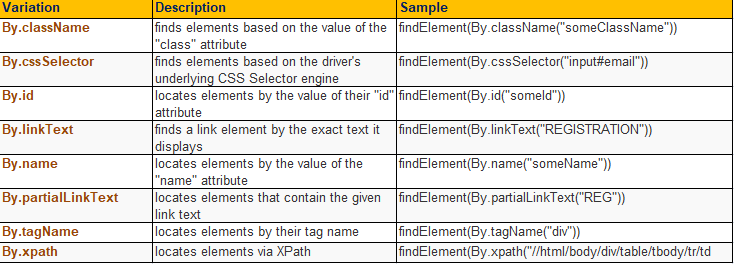 Variation Description Sample
By.className finds elements based on the value of the findElement(By.className("someClassName"))
"class" attribute
By.cssSelector finds elements based on the driver's findElement(By.cssSelector("input#email"))
underlying CSS Selector engine
By.id locates elements by the value of their "id" findElement(By.id("someId"))
attribute
By.linkText finds a link element by the exact text it findElement(By.linkText("REGISTRATION"))
displays
By.name locates elements by the value of the findElement(By.name("someName"))
"name" attribute
By.partialLinkText locates elements that contain the given findElement(By.partialLinkText("REG"))
link text
By.tagName locates elements by their tag name findElement(By.tagName("div"))
By.xpath locates elements via XPath findElement(By.xpath("//html/body/div/table/tbody/tr/td